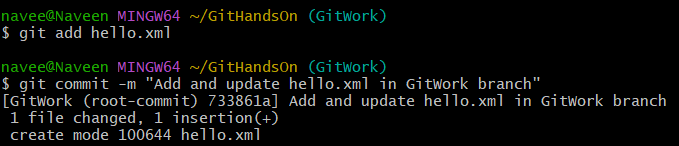 navee@Naveen MINGW64 ~/GitHandsOn (GitWork)
$ git add hello.xml
navee@Naveen MINGW64 ~/GitHandsOn (GitWork)
$ git commit -m "Add and update hello.xml in GitWork branch"
[GitWork (root-commit) 733861a] Add and update hello.xml in GitWork branch
 1 file changed, 1 insertion(+)
 create mode 100644 hello.xml